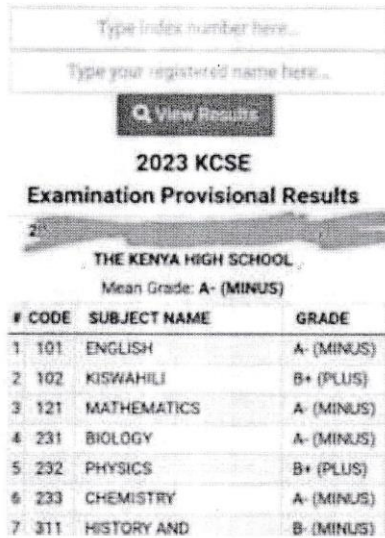 Type index number here...
Type your registered name here...
View Results
2023 KCSE
Examination Provisional Results
2
THE KENYA HIGH SCHOOL
Mean Grade: A- (MINUS)
# CODE SUBJECT NAME GRADE
1 101 ENGLISH A- (MINUS)
2 102 KISWAHILI B+ (PLUS)
3 121 MATHEMATICS A- (MINUS)
4 231 BIOLOGY A- (MINUS)
5 232 PHYSICS B+ (PLUS)
6 233 CHEMISTRY A- (MINUS)
7 311 HISTORY AND B- (MINUS)